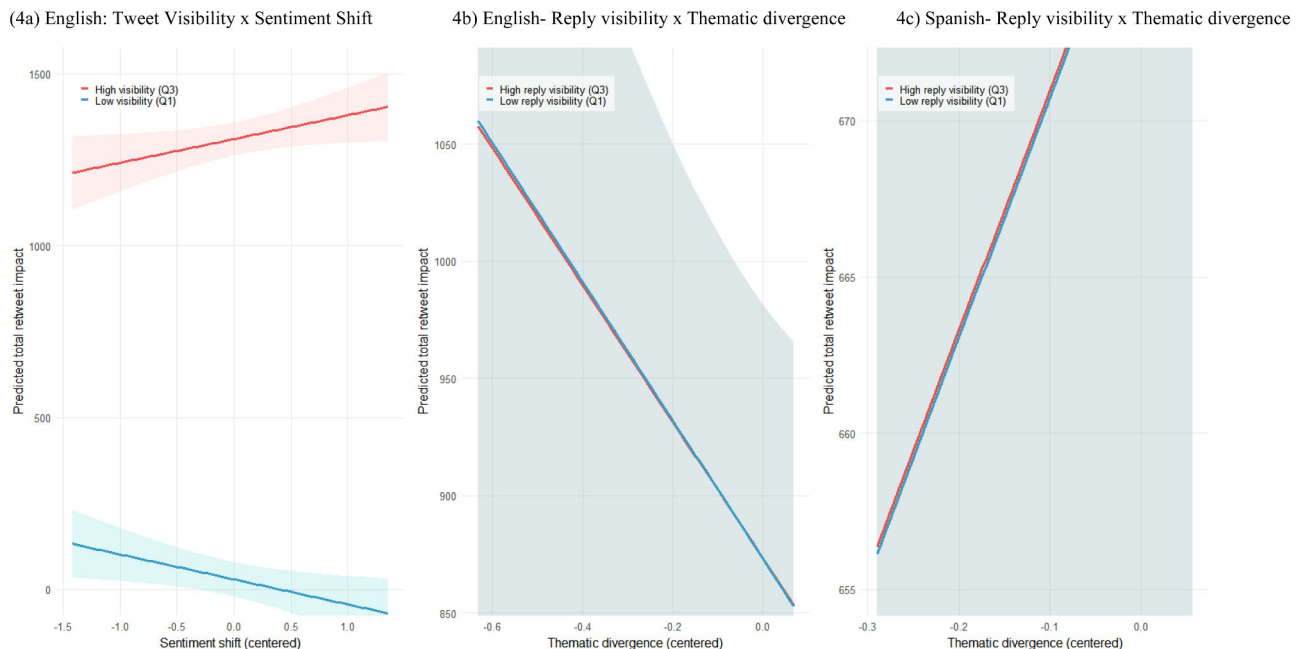 (4a) English: Tweet Visibility x Sentiment Shift
4b) English- Reply visibility x Thematic divergence
4c) Spanish- Reply visibility x Thematic divergence
High visibility (Q3)
Low visibility (Q1)
Predicted total retweet impact
1500
1000
500
0
-1.5 -1.0 -0.5 0.0 0.5 1.0
Sentiment shift (centered)
High reply visibility (Q3)
Low reply visibility (Q1)
Predicted total retweet impact
1050
1000
950
900
850
-0.6 -0.4 -0.2 0.0
Thematic divergence (centered)
High reply visibility (Q3)
Low reply visibility (Q1)
Predicted total retweet impact
670
665
660
655
-0.3 -0.2 -0.1 0.0
Thematic divergence (centered)